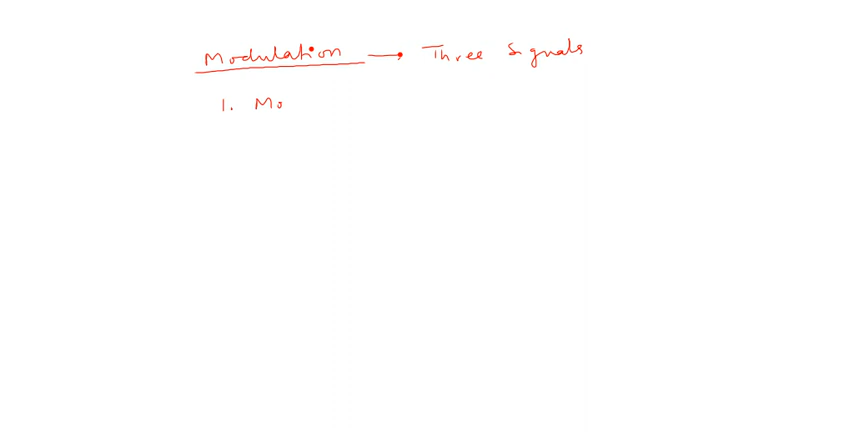 Modulation → Three Signals
1. Mo